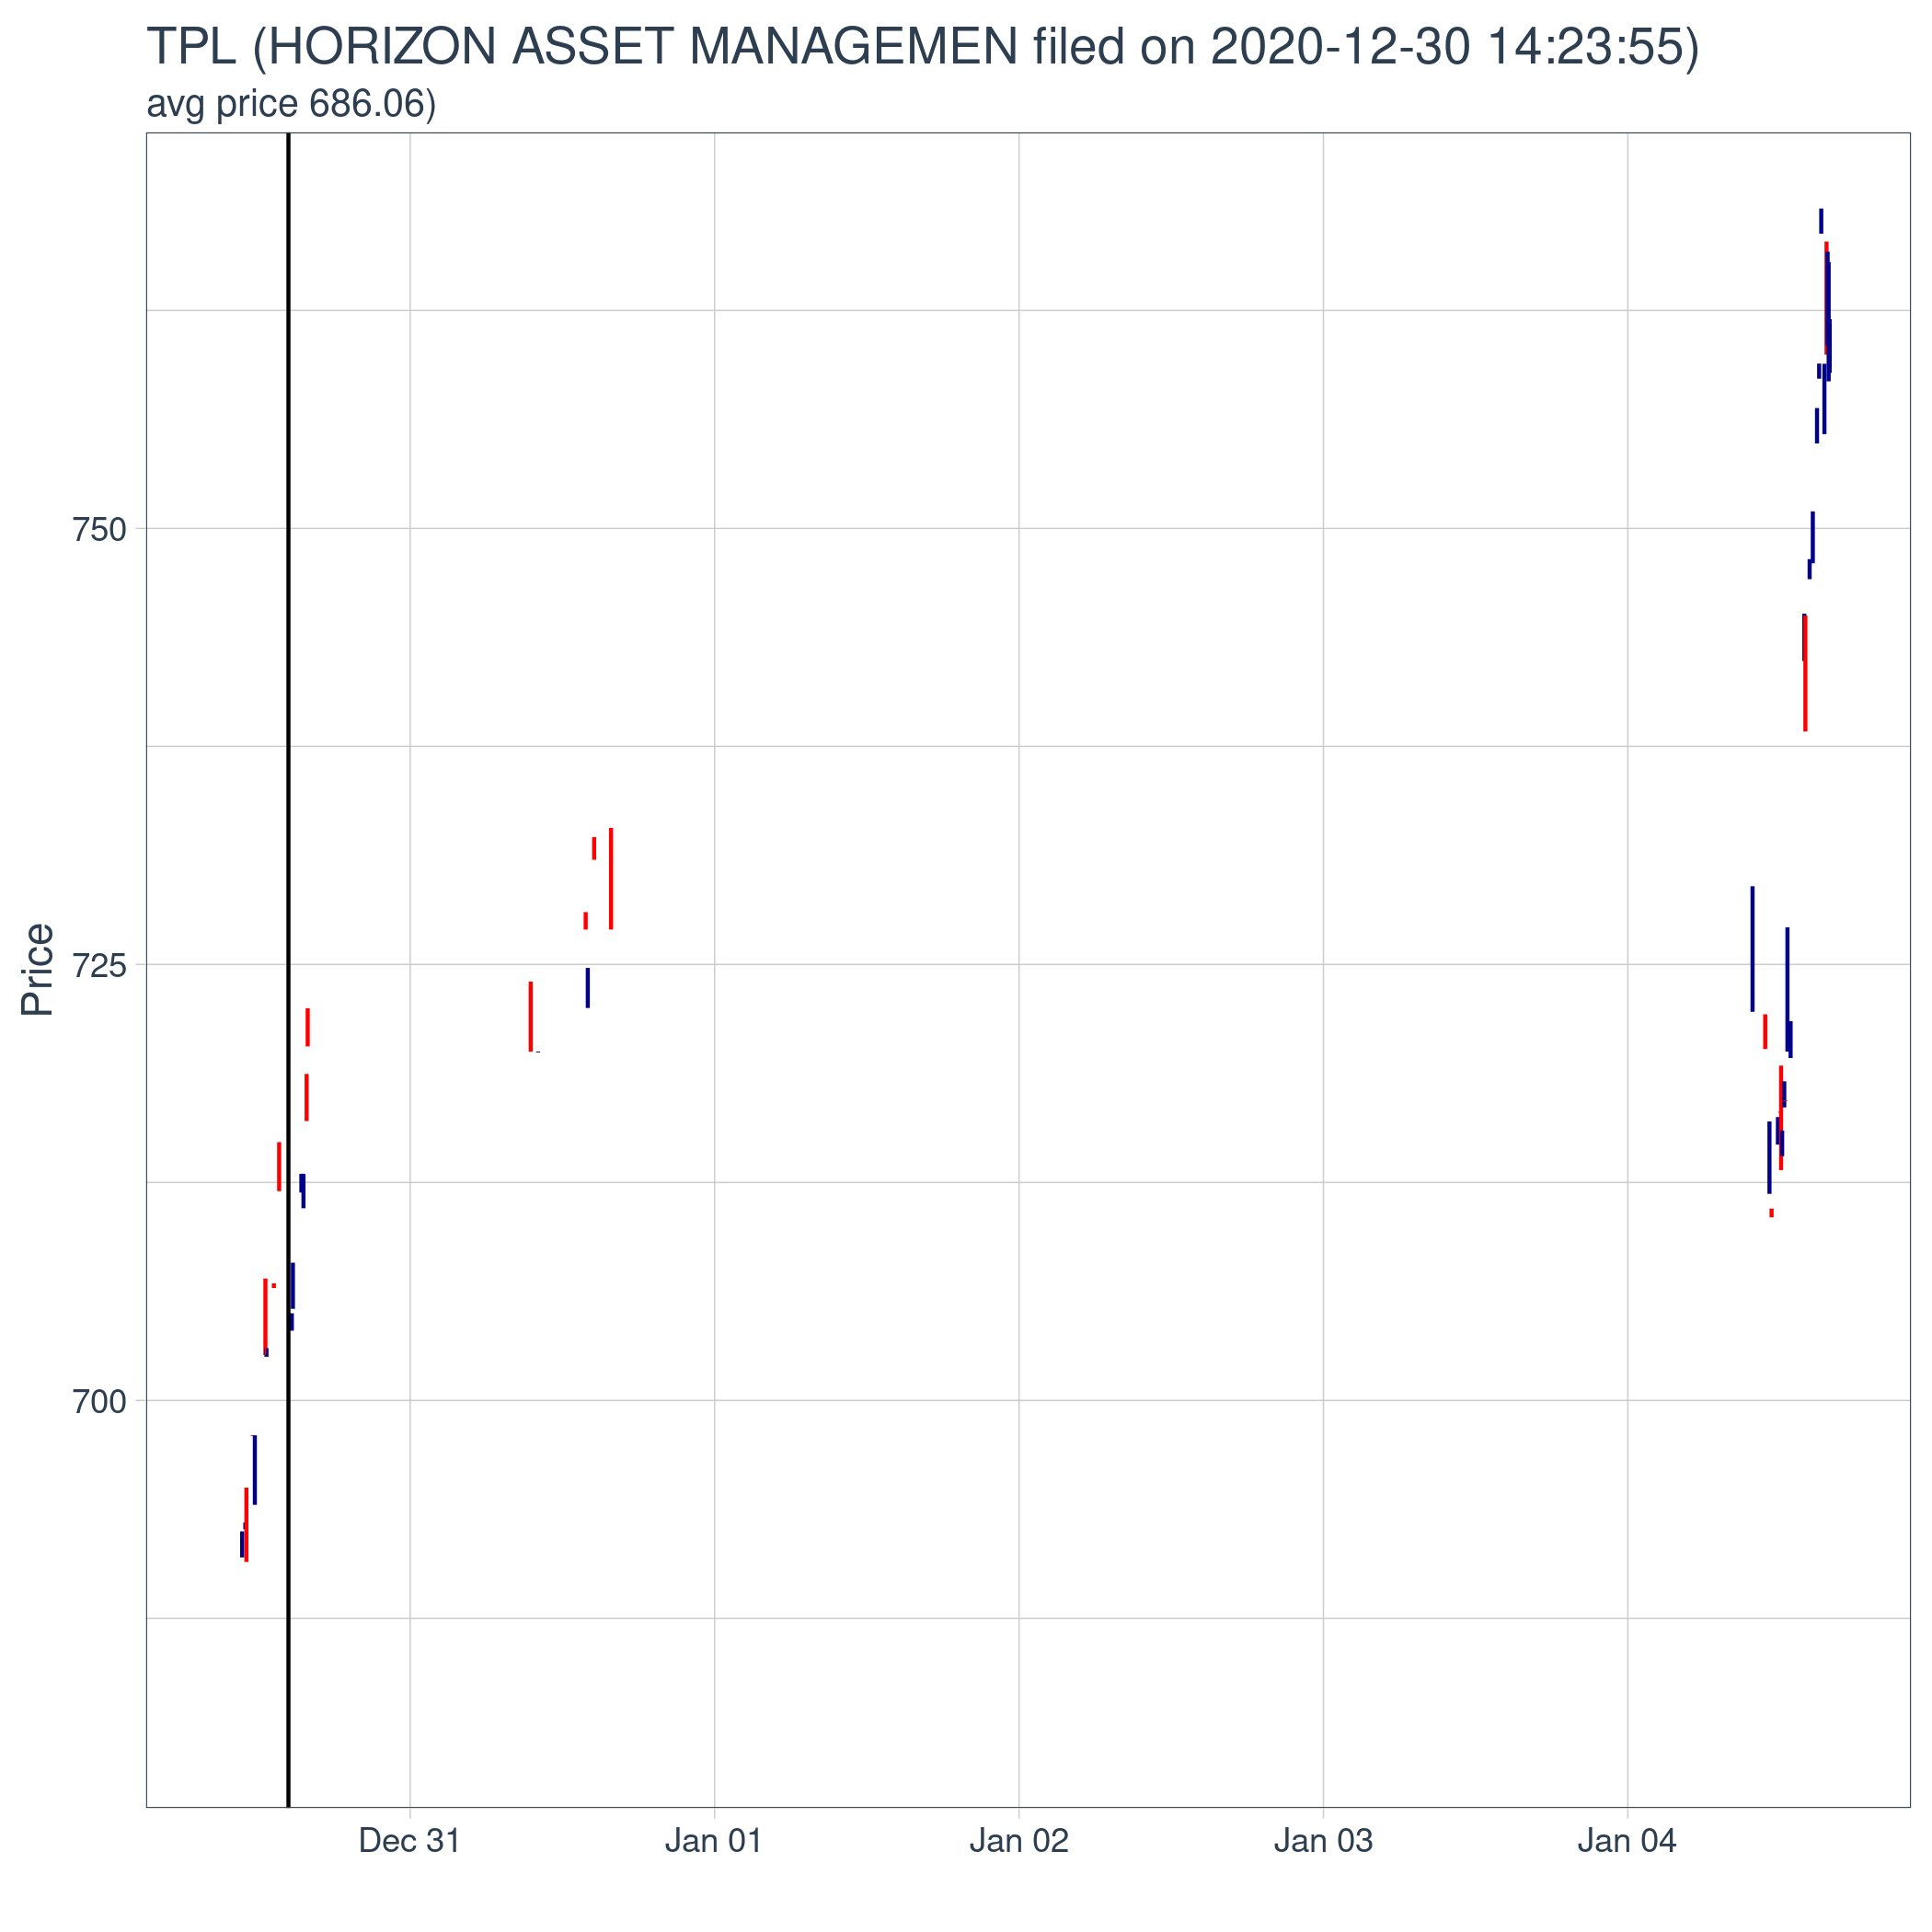 TPL (HORIZON ASSET MANAGEMEN filed on 2020-12-30 14:23:55)
avg price 686.06)
750
725
700
Price
Dec 31 Jan 01 Jan 02 Jan 03 Jan 04